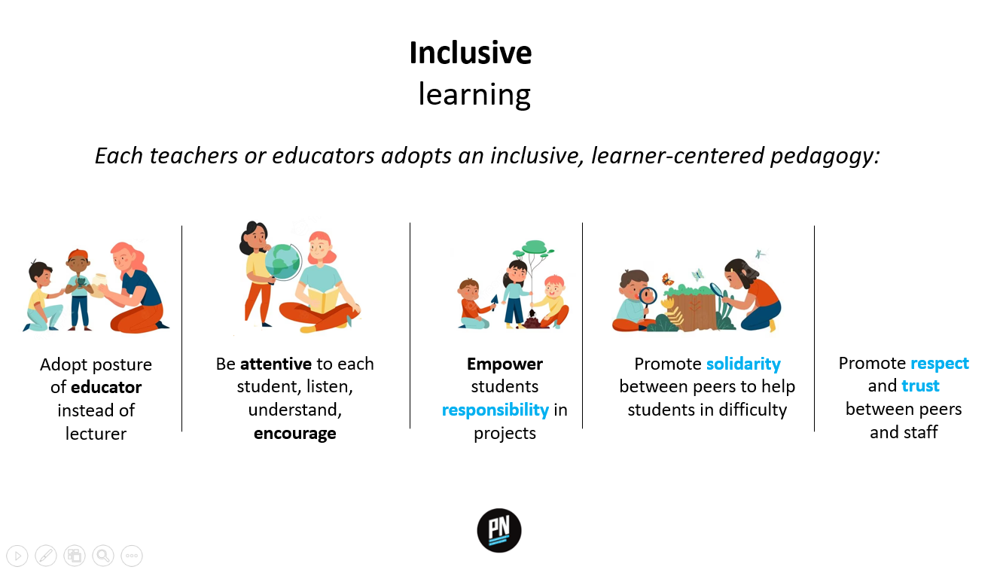 Inclusive
learning
Each teachers or educators adopts an inclusive, learner-centered pedagogy:
Adopt posture
of educator
instead of
lecturer
Be attentive to each
student, listen,
understand,
encourage
Empower
students
responsibility in
projects
Promote solidarity
between peers to help
students in difficulty
Promote respect
and trust
between peers
and staff
PN